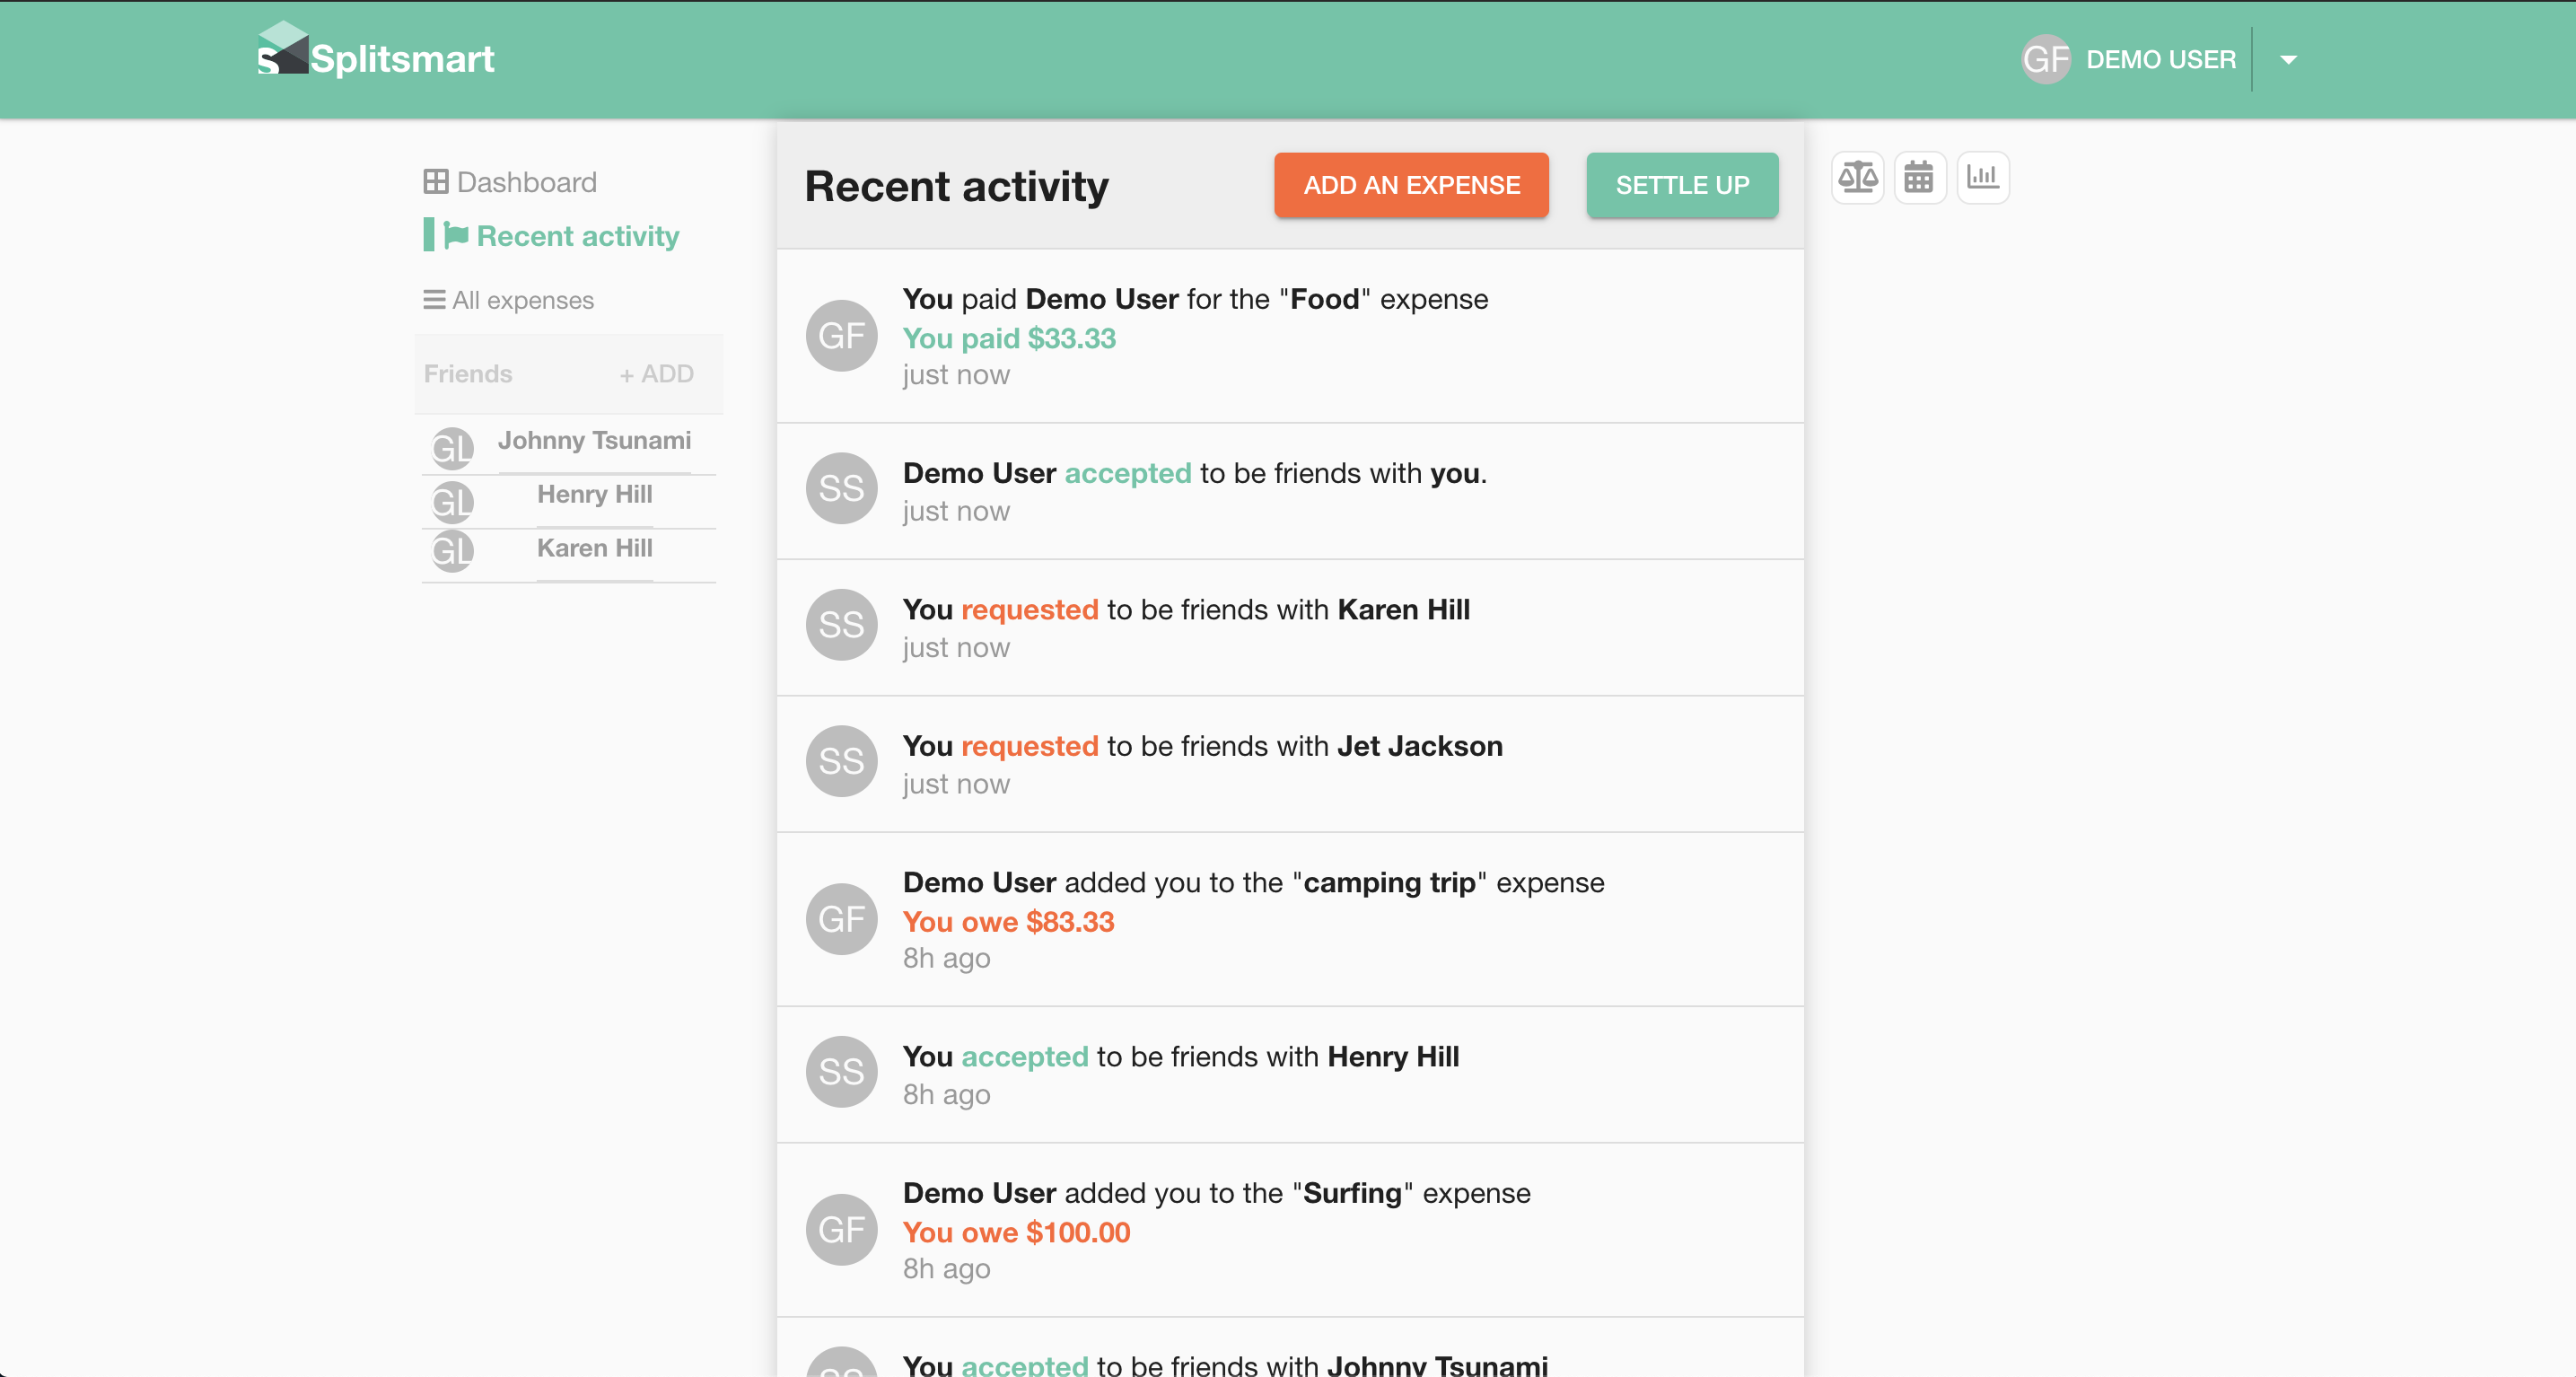 Splitsmart
GF DEMO USER
Dashboard
Recent activity
All expenses
Friends + ADD
GL Johnny Tsunami
GL Henry Hill
GL Karen Hill
Recent activity ADD AN EXPENSE SETTLE UP
GF
You paid Demo User for the "Food" expense
You paid $33.33
just now
SS
Demo User accepted to be friends with you.
just now
SS
You requested to be friends with Karen Hill
just now
SS
You requested to be friends with Jet Jackson
just now
GF
Demo User added you to the "camping trip" expense
You owe $83.33
8h ago
SS
You accepted to be friends with Henry Hill
8h ago
GF
Demo User added you to the "Surfing" expense
You owe $100.00
8h ago
SS
You accepted to be friends with Johnny Tsunami